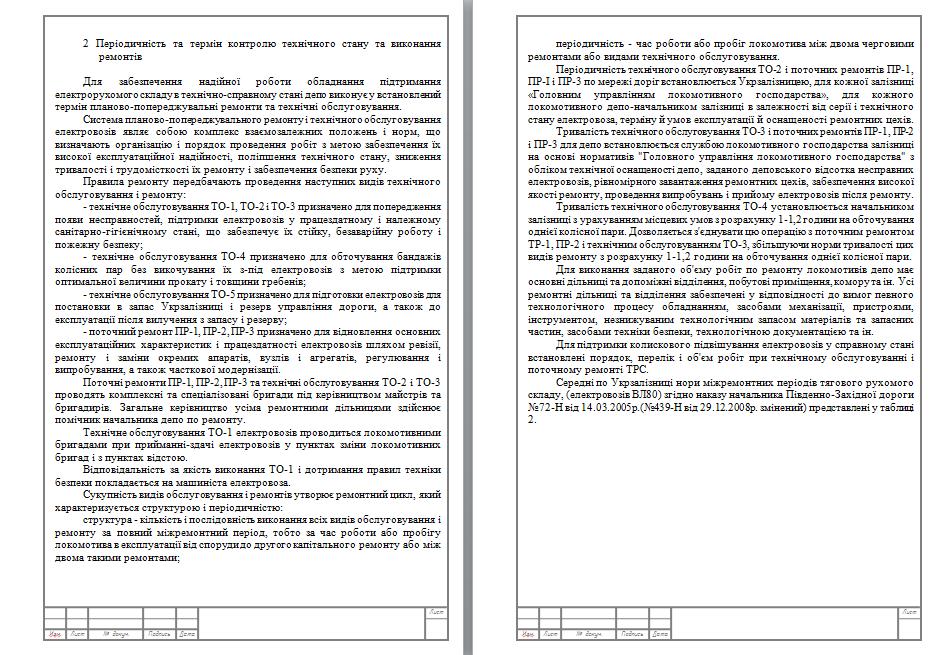 2 Періодичність та термін контролю технічного стану та виконання
ремонтів
Для забезпечення надійної роботи обладнання підтримання
електрорухомого складу в технічно-справному стані депо виконує у встановлений
термін планово-попереджувальні ремонти та технічні обслуговування.
Система планово-попереджувального ремонту і технічного обслуговування
електровозів являє собою комплекс взаємозалежних положень і норм, що
визначають організацію і порядок проведення робіт з метою забезпечення їх
високої експлуатаційної надійності, поліпшення технічного стану, зниження
тривалості і трудомісткості їх ремонту і забезпечення безпеки руху.
Правила ремонту передбачають проведення наступних видів технічного
обслуговування і ремонту:
- технічне обслуговування ТО-1, ТО-2 і ТО-3 призначено для попередження
появи несправностей, підтримки електровозів у працездатному і належному
санітарно-гігієнічному стані, що забезпечує їх стійку, безаварійну роботу і
пожежну безпеку;
- технічне обслуговування ТО-4 призначено для обточування бандажів
колісних пар без викочування їх з-під електровозів з метою підтримки
оптимальної величини прокату і товщини гребенів;
- технічне обслуговування ТО-5 призначено для підготовки електровозів для
постановки в запас Укрзалізниці і резерв управління дороги, а також до
експлуатації після вилучення з запасу і резерву;
- поточний ремонт ПР-1, ПР-2, ПР-3 призначено для відновлення основних
експлуатаційних характеристик і працездатності електровозів шляхом ревізії,
ремонту і заміни окремих апаратів, вузлів і агрегатів, регулювання і
випробування, а також часткової модернізації.
Поточні ремонти ПР-1, ПР-2, ПР-3 та технічні обслуговування ТО-2 і ТО-3
проводять комплексні та спеціалізовані бригади під керівництвом майстрів та
бригадирів. Загальне керівництво усіма ремонтними дільницями здійснює
помічник начальника депо по ремонту.
Технічне обслуговування ТО-1 електровозів проводиться локомотивними
бригадами при прийманні-здачі електровозів у пунктах зміни локомотивних
бригад і з пунктах відстою.
Відповідальність за якість виконання ТО-1 і дотримання правил техніки
безпеки покладається на машиніста електровоза.
Сукупність видів обслуговування і ремонтів утворює ремонтний цикл, який
характеризується структурою і періодичністю:
структура - кількість і послідовність виконання всіх видів обслуговування і
ремонту за повний міжремонтний період, тобто за час роботи або пробігу
локомотива в експлуатації від споруди до другого капітального ремонту або між
двома такими ремонтами;
Изм. Лист № докум. Подпись Дата
Лист
періодичність - час роботи або пробіг локомотива між двома черговими
ремонтами або видами технічного обслуговування.
Періодичність технічного обслуговування ТО-2 і поточних ремонтів ПР-1,
ПР-І і ПР-3 по мережі доріг встановлюється Укрзалізницею, для кожної залізниці
«Головним управлінням локомотивного господарства», для кожного
локомотивного депо-начальником залізниці в залежності від серії і технічного
стану електровоза, терміну й умов експлуатації й оснащеності ремонтних цехів.
Тривалість технічного обслуговування ТО-3 і поточних ремонтів ПР-1, ПР-2
і ПР-3 для депо встановлюється службою локомотивного господарства залізниці
на основі нормативів "Головного управління локомотивного господарства" з
обліком технічної оснащеності депо, заданого деповського відсотка несправних
електровозів, рівномірного завантаження ремонтних цехів, забезпечення високої
якості ремонту, проведення випробувань і прийому електровозів після ремонту.
Тривалість технічного обслуговування ТО-4 установлюється начальником
залізниці з урахуванням місцевих умов з розрахунку 1-1,2 години на обточування
однієї колісної пари. Дозволяється з'єднувати цю операцію з поточним ремонтом
ТР-1, ПР-2 і технічним обслуговуванням ТО-3, збільшуючи норми тривалості цих
видів ремонту з розрахунку 1-1,2 години на обточування однієї колісної пари.
Для виконання заданого об'єму робіт по ремонту локомотивів депо має
основні дільниці та допоміжні відділення, побутові приміщення, комору та ін. Усі
ремонтні дільниці та відділення забезпечені у відповідності до вимог певного
технологічного процесу обладнанням, засобами механізації, пристроями,
інструментом, незнижуваним технологічним запасом матеріалів та запасних
частин, засобами техніки безпеки, технологічною документацією та ін.
Для підтримки колискового підвішування електровозів у справному стані
встановлені порядок, перелік і об'єм робіт при технічному обслуговуванні і
поточному ремонті ТРС.
Середні по Укрзалізниці нори міжремонтних періодів тягового рухомого
складу, (електровозів ВЛ80) згідно наказу начальника Південно-Західної дороги
№72-Н від 14.03.2005р.(№439-Н від 29.12.2008р. змінений) представлені у таблиці
2.
Изм. Лист № докум. Подпись Дата
Лист